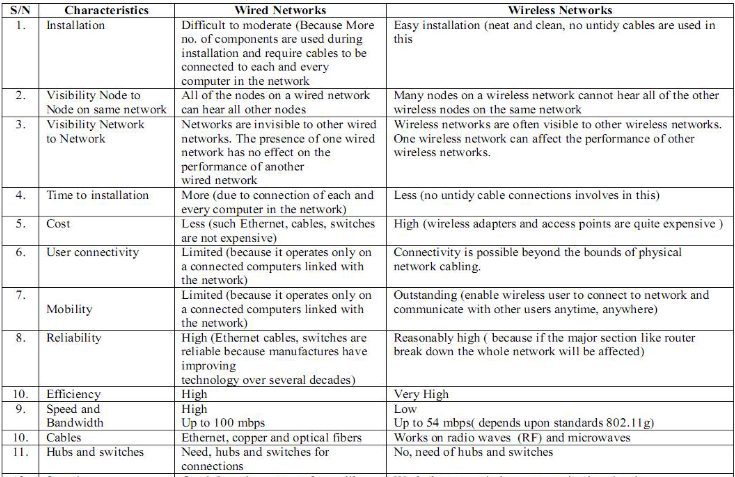 S/N Characteristics Wired Networks Wireless Networks
1. Installation Difficult to moderate (Because More Easy installation (neat and clean, no untidy cables are used in
no. of components are used during this
installation and require cables to be
connected to each and every
computer in the network
2. Visibility Node to All of the nodes on a wired network Many nodes on a wireless network cannot hear all of the other
Node on same network can hear all other nodes wireless nodes on the same network
3. Visibility Network Networks are invisible to other wired Wireless networks are often visible to other wireless networks.
to Network networks. The presence of one wired One wireless network can affect the performance of other
network has no effect on the wireless networks.
performance of another
wired network
4. Time to installation More (due to connection of each and Less (no untidy cable connections involves in this)
every computer in the network)
5. Cost Less (such Ethernet, cables, switches High (wireless adapters and access points are quite expensive )
are not expensive)
6. User connectivity Limited (because it operates only on Connectivity is possible beyond the bounds of physical
a connected computers linked with network cabling.
the network)
7. Limited (because it operates only on Outstanding (enable wireless user to connect to network and
Mobility a connected computers linked with communicate with other users anytime, anywhere)
the network)
8. Reliability High (Ethernet cables, switches are Reasonably high ( because if the major section like router
reliable because manufactures have break down the whole network will be affected)
improving
technology over several decades)
10. Efficiency High Very High
9. Speed and High Low
Bandwidth Up to 100 mbps Up to 54 mbps( depends upon standards 802.11g)
10. Cables Ethernet, copper and optical fibers Works on radio waves (RF) and microwaves
11. Hubs and switches Need, hubs and switches for No, need of hubs and switches
connections